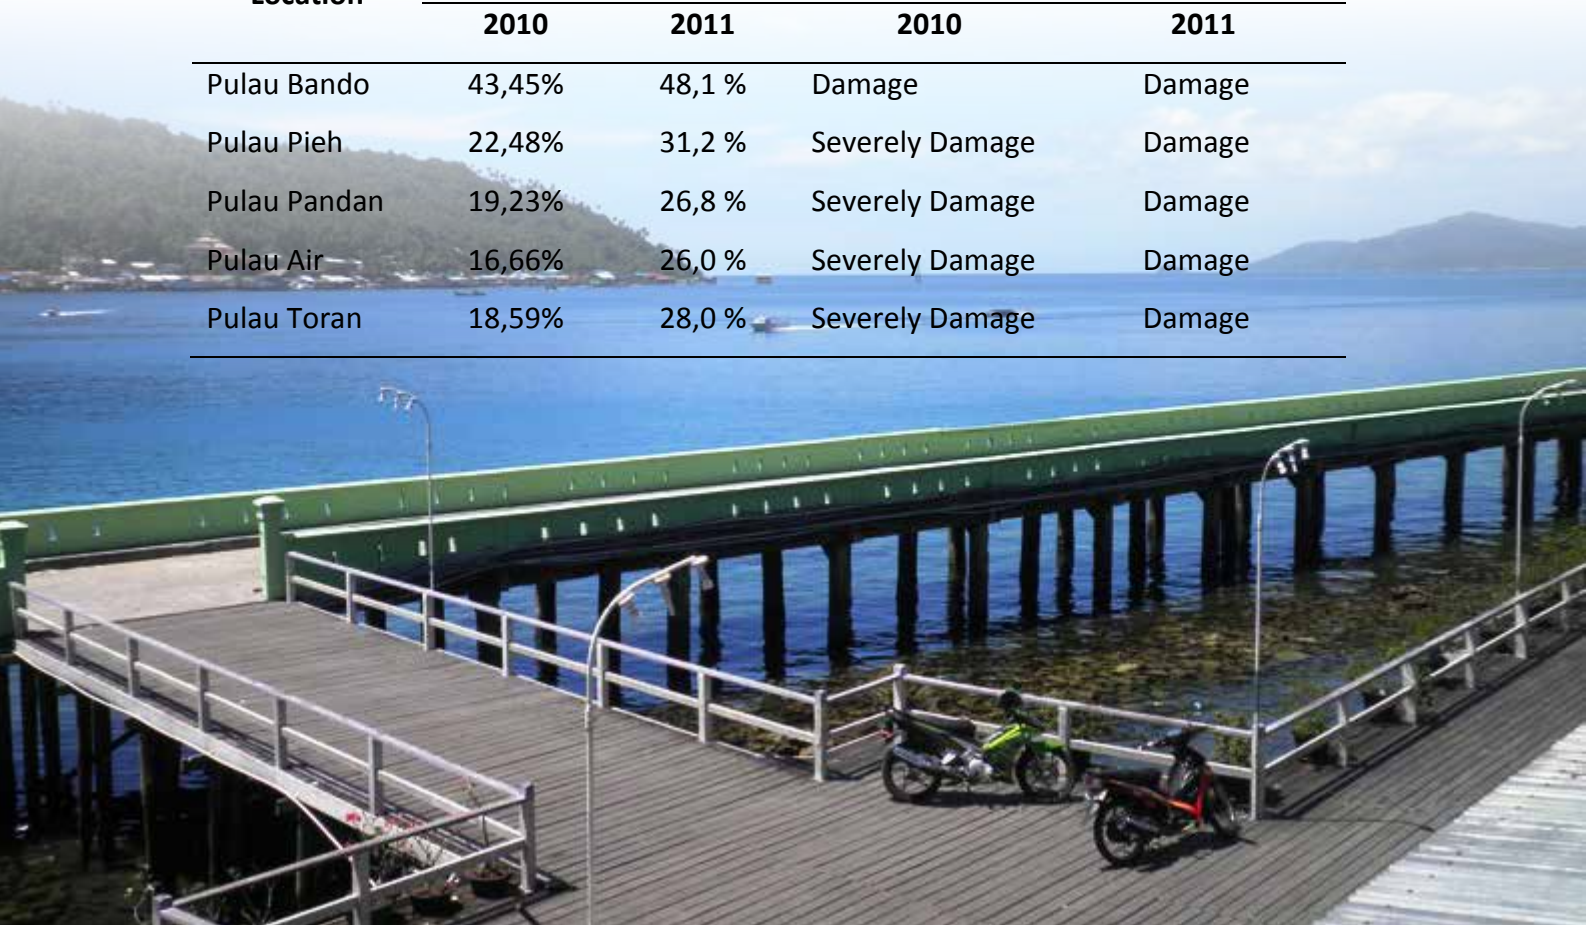 Location
2010 2011 2010 2011
Pulau Bando 43,45% 48,1 % Damage Damage
Pulau Pieh 22,48% 31,2 % Severely Damage Damage
Pulau Pandan 19,23% 26,8 % Severely Damage Damage
Pulau Air 16,66% 26,0 % Severely Damage Damage
Pulau Toran 18,59% 28,0 % Severely Damage Damage